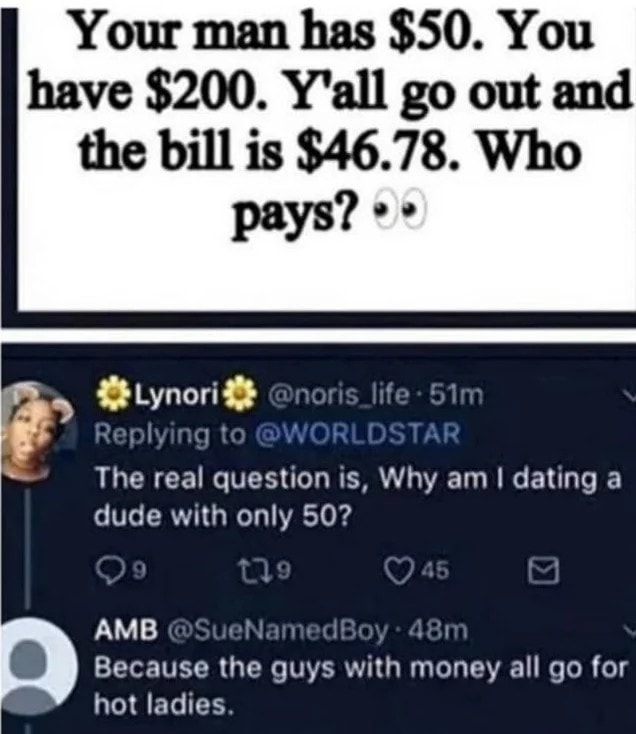 Your man has $50. You
have $200. Y'all go out and
the bill is $46.78. Who
pays? 👀
🌼Lynori🌼 @noris_life · 51m
Replying to @WORLDSTAR
The real question is, Why am I dating a
dude with only 50?
9 9 45
AMB @SueNamedBoy · 48m
Because the guys with money all go for
hot ladies.